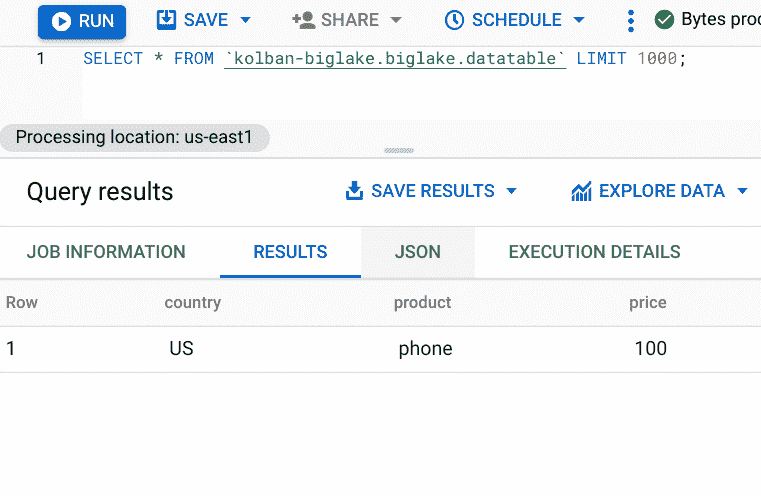 RUN SAVE SHARE SCHEDULE Bytes proc
1 SELECT * FROM `kolban-biglake.biglake.datatable` LIMIT 1000;
Processing location: us-east1
Query results SAVE RESULTS EXPLORE DATA
JOB INFORMATION RESULTS JSON EXECUTION DETAILS
Row country product price
1 US phone 100